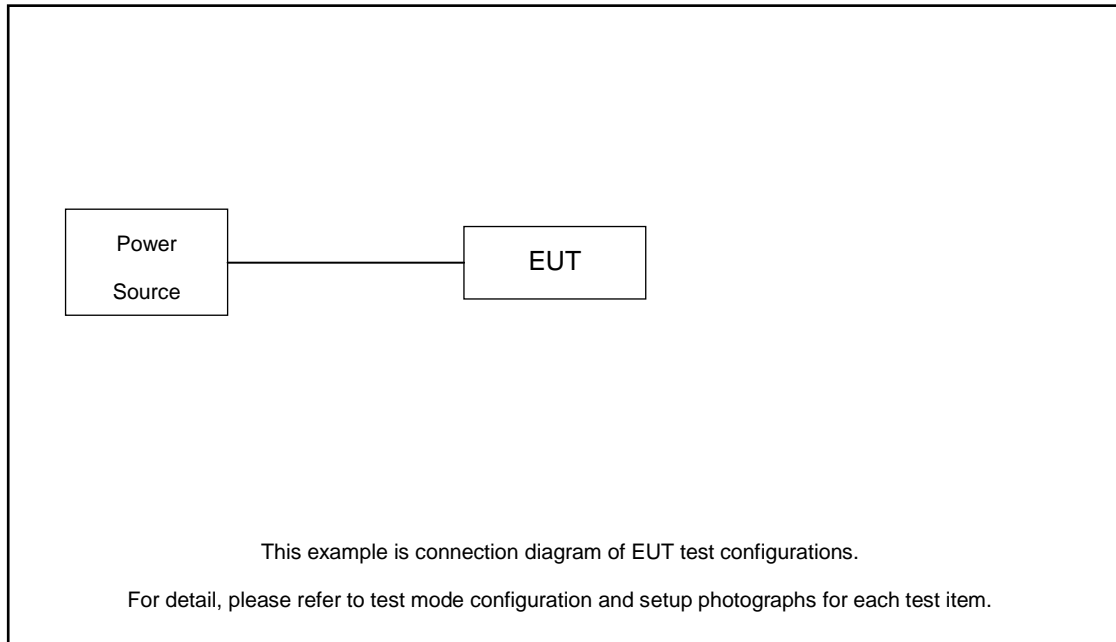 Power
Source
EUT
This example is connection diagram of EUT test configurations.
For detail, please refer to test mode configuration and setup photographs for each test item.